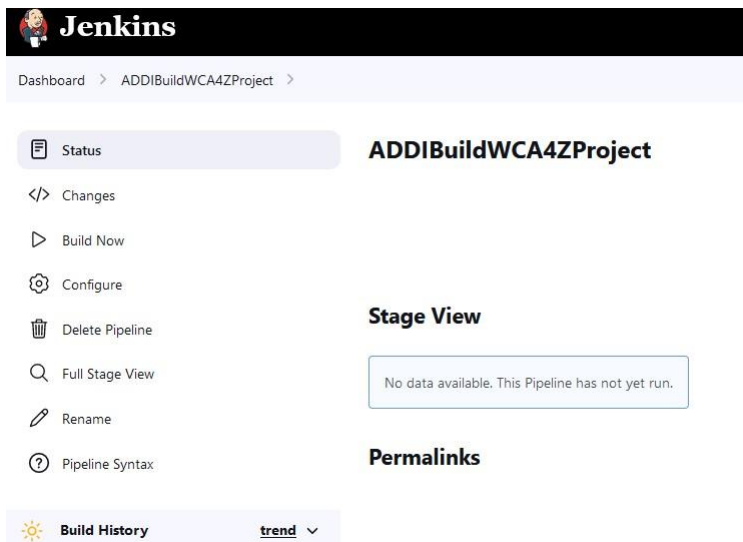 Jenkins
Dashboard > ADDIBuildWCA4ZProject >
Status
Changes
Build Now
Configure
Delete Pipeline
Full Stage View
Rename
Pipeline Syntax
Build History trend
ADDIBuildWCA4ZProject
Stage View
No data available. This Pipeline has not yet run.
Permalinks